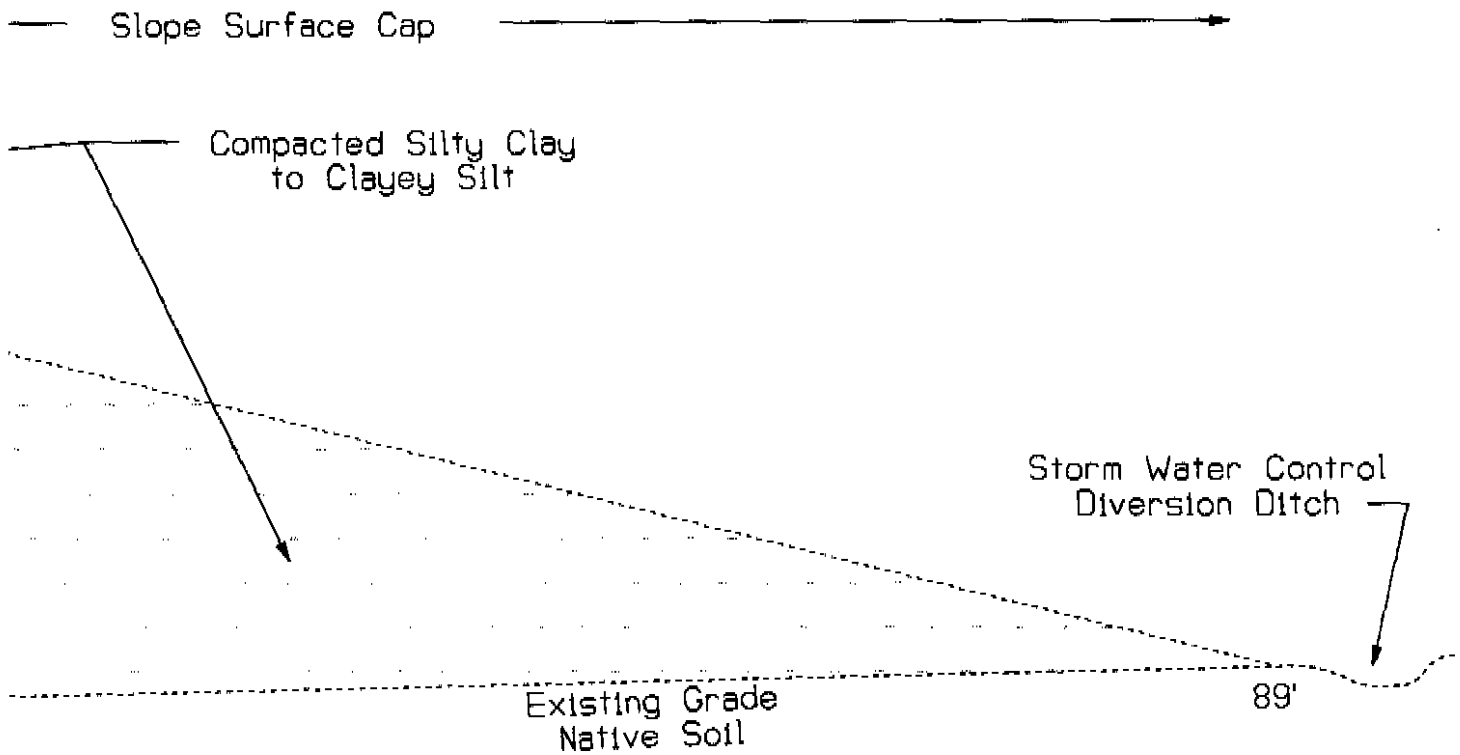 Slope Surface Cap
Compacted Silty Clay
to Clayey Silt
Storm Water Control
Diversion Ditch
89'
Existing Grade
Native Soil